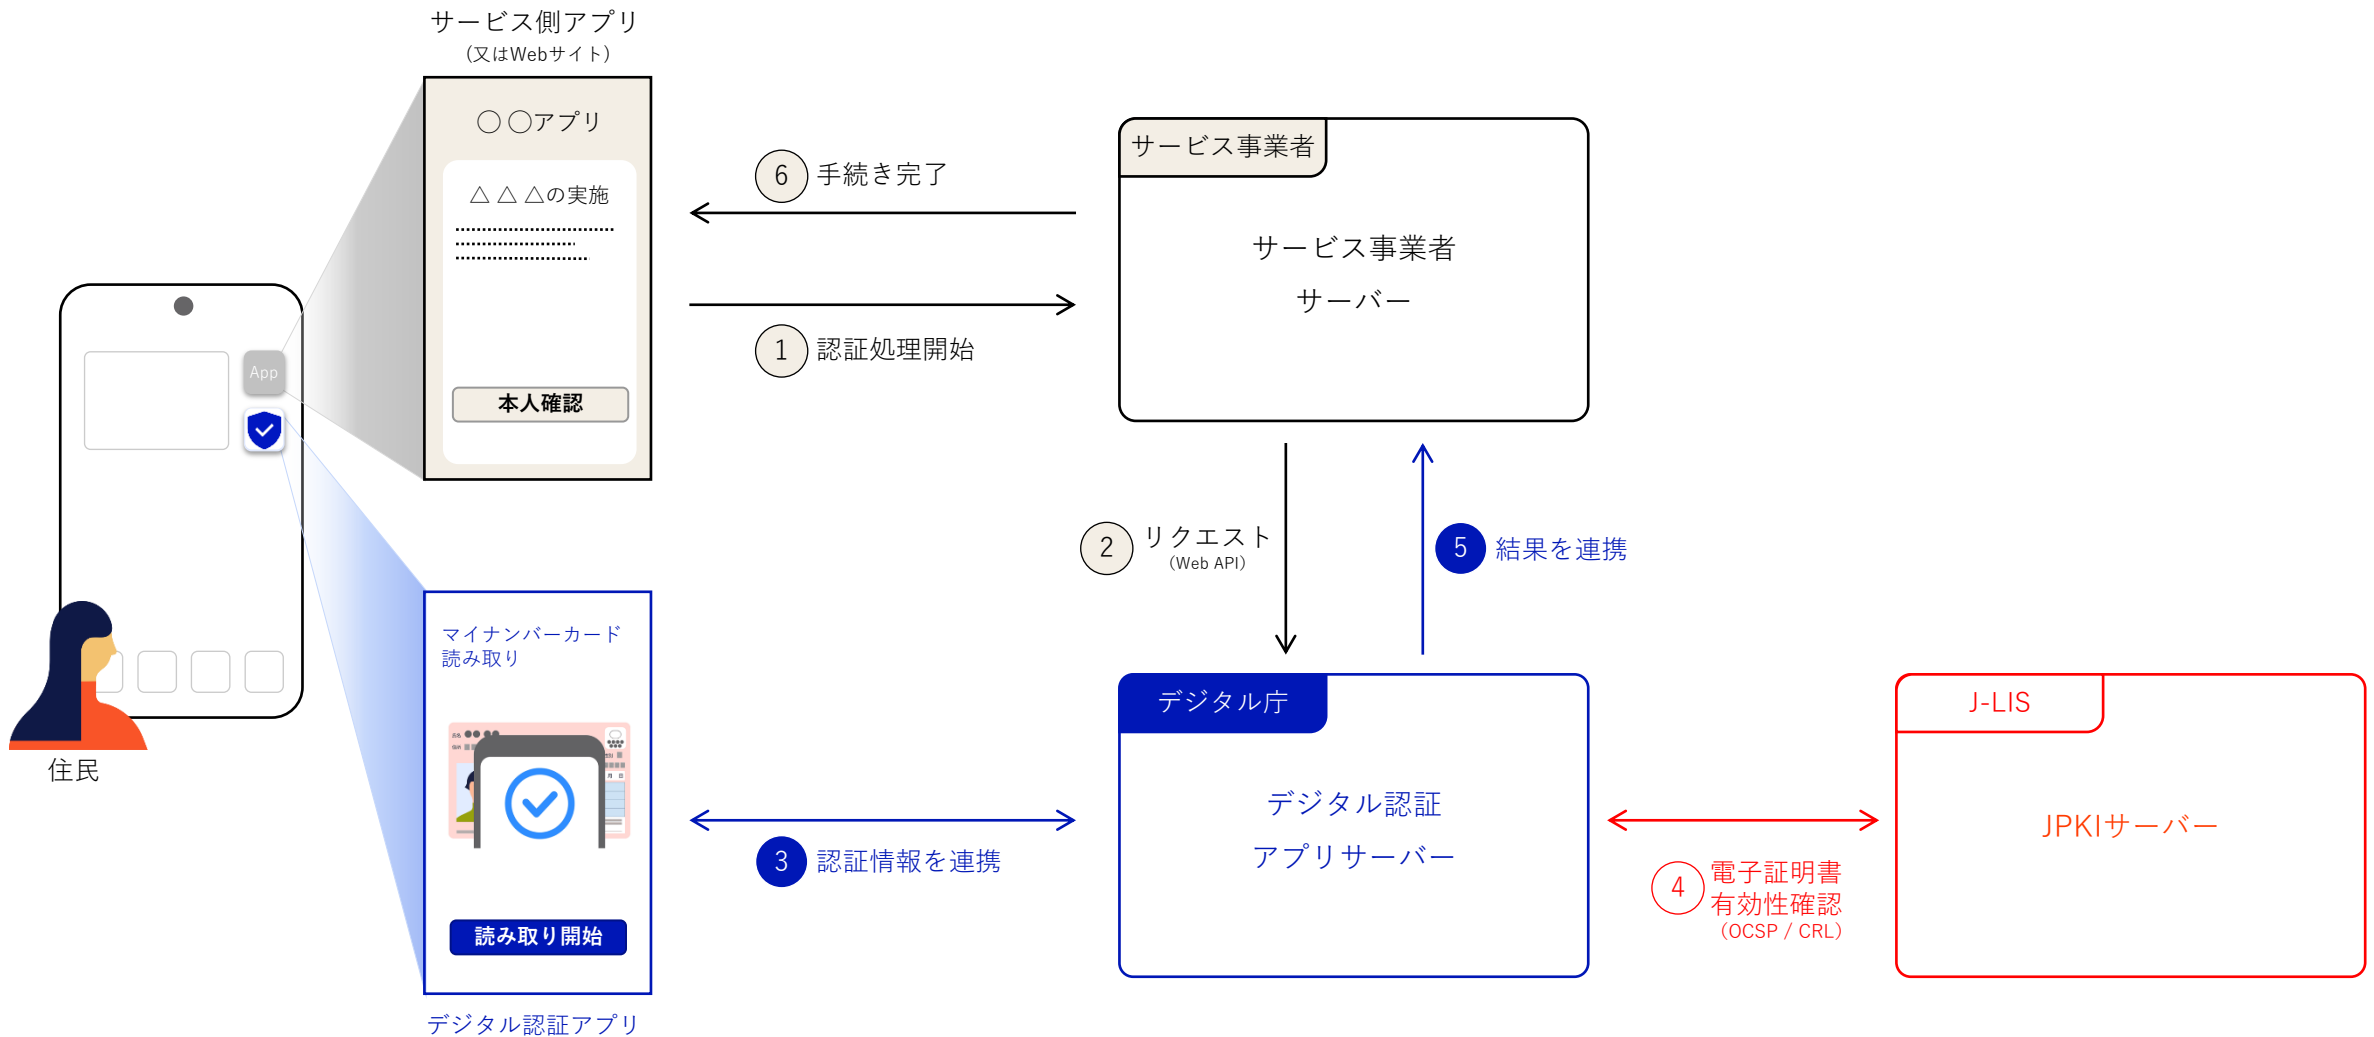 サービス側アプリ
（又はWebサイト）
〇 〇アプリ
△ △ △の実施
本人確認
App
住民
マイナンバーカード
読み取り
読み取り開始
デジタル認証アプリ
6 手続き完了
1 認証処理開始
サービス事業者
サービス事業者
サーバー
2 リクエスト
（Web API）
5 結果を連携
3 認証情報を連携
デジタル庁
デジタル認証
アプリサーバー
4 電子証明書
有効性確認
（OCSP / CRL）
J-LIS
JPKIサーバー